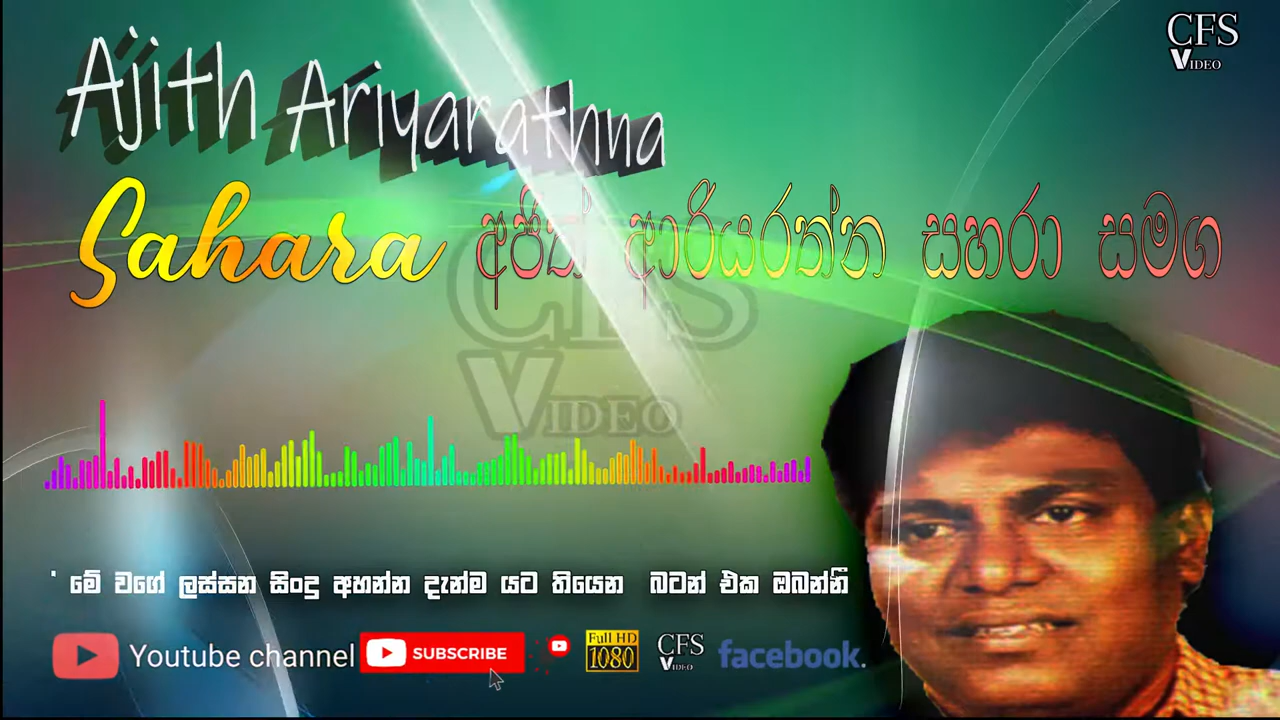 CFS
VIDEO
Ajith Ariyarathna
Sahara අජිත් ආරියරත්න සහරා සමග
CFS
VIDEO
' මේ වගේ ලස්සන සිංදු අහන්න දැන්ම යට තියෙන බටන් එක ඔබන්නී
Youtube channel SUBSCRIBE Full HD 1080 CFS VIDEO facebook.